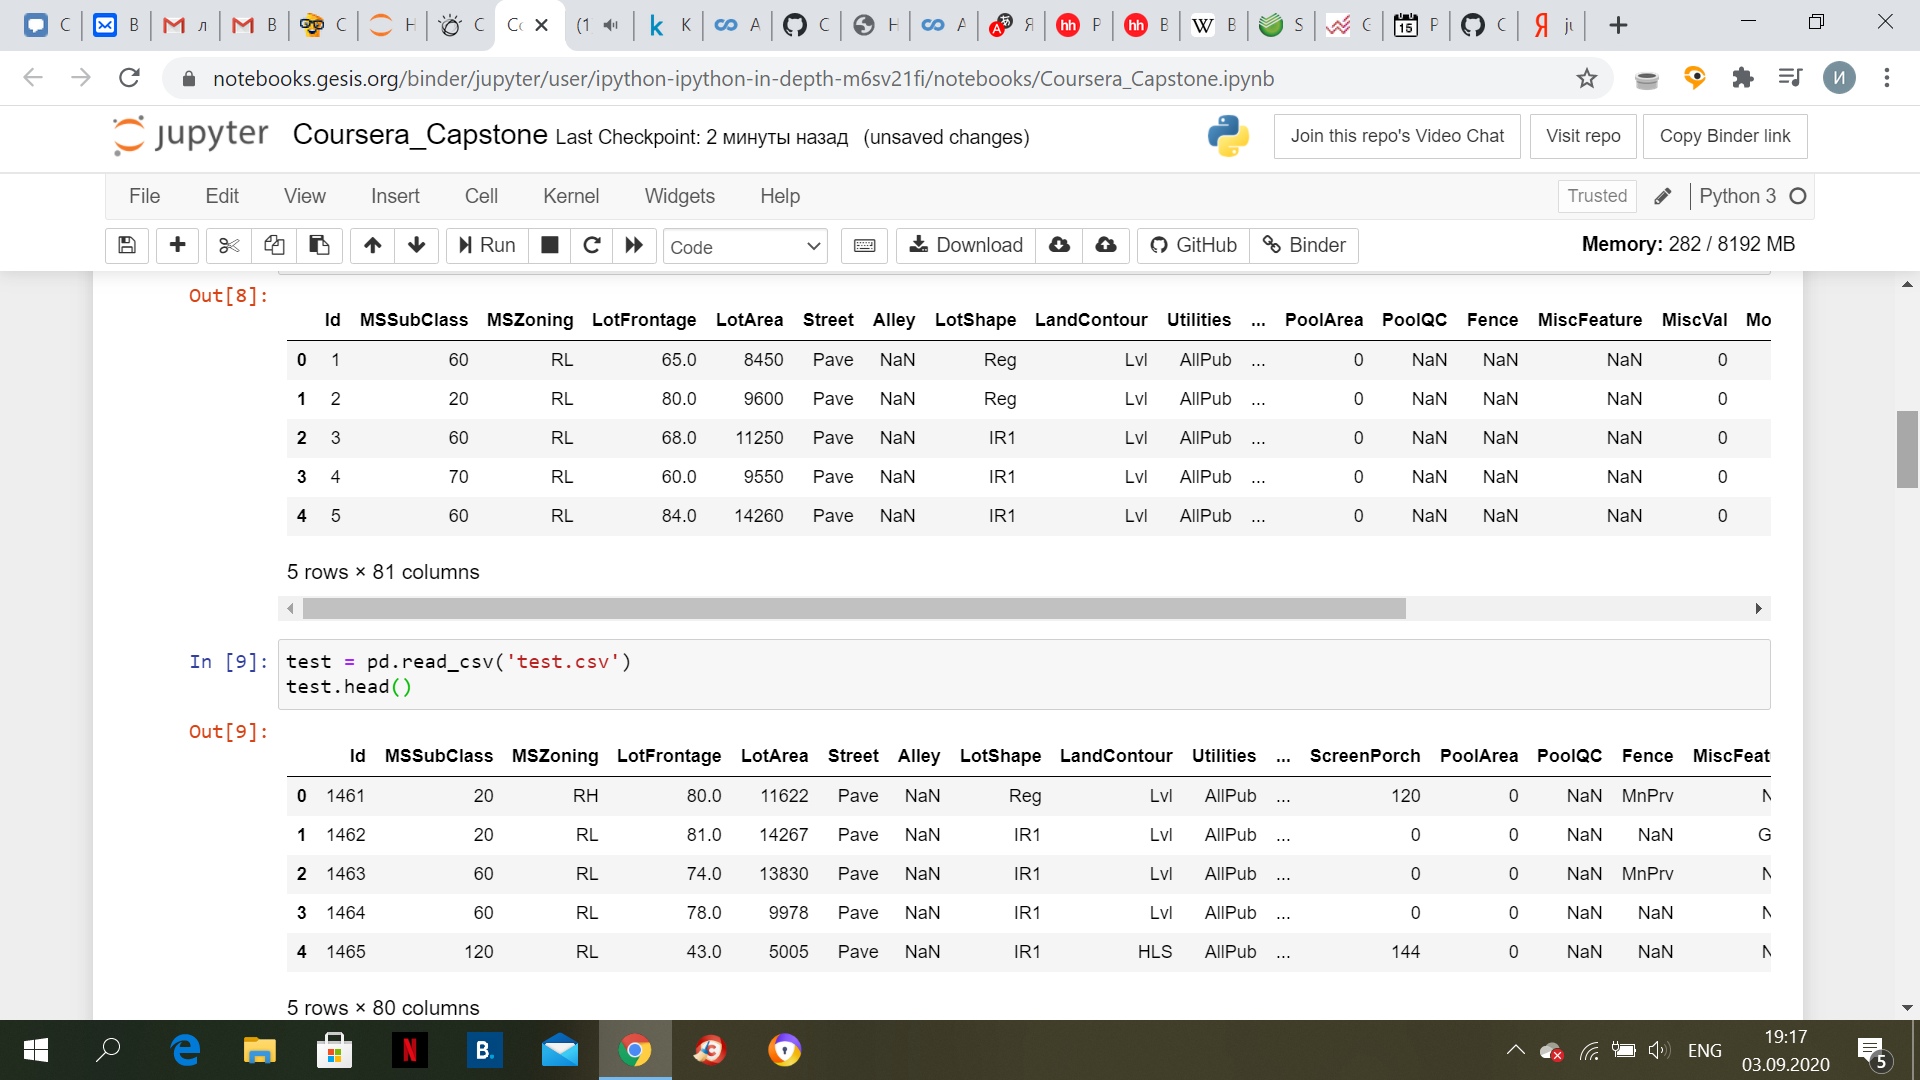 C В л В С Н С Cc (1 K A C H A Я P B B S C P C ju
notebooks.gesis.org/binder/jupyter/user/ipython-ipython-in-depth-m6sv21fi/notebooks/Coursera_Capstone.ipynb И
jupyter Coursera_Capstone Last Checkpoint: 2 минуты назад (unsaved changes) Join this repo's Video Chat Visit repo Copy Binder link
File Edit View Insert Cell Kernel Widgets Help Trusted Python 3
Run Code Download GitHub Binder Memory: 282 / 8192 MB
Out[8]:
Id MSSubClass MSZoning LotFrontage LotArea Street Alley LotShape LandContour Utilities ... PoolArea PoolQC Fence MiscFeature MiscVal Mo
0 1 60 RL 65.0 8450 Pave NaN Reg Lvl AllPub ... 0 NaN NaN NaN 0
1 2 20 RL 80.0 9600 Pave NaN Reg Lvl AllPub ... 0 NaN NaN NaN 0
2 3 60 RL 68.0 11250 Pave NaN IR1 Lvl AllPub ... 0 NaN NaN NaN 0
3 4 70 RL 60.0 9550 Pave NaN IR1 Lvl AllPub ... 0 NaN NaN NaN 0
4 5 60 RL 84.0 14260 Pave NaN IR1 Lvl AllPub ... 0 NaN NaN NaN 0
5 rows × 81 columns
In [9]: test = pd.read_csv('test.csv')
test.head()
Out[9]:
Id MSSubClass MSZoning LotFrontage LotArea Street Alley LotShape LandContour Utilities ... ScreenPorch PoolArea PoolQC Fence MiscFeat
0 1461 20 RH 80.0 11622 Pave NaN Reg Lvl AllPub ... 120 0 NaN MnPrv N
1 1462 20 RL 81.0 14267 Pave NaN IR1 Lvl AllPub ... 0 0 NaN NaN G
2 1463 60 RL 74.0 13830 Pave NaN IR1 Lvl AllPub ... 0 0 NaN MnPrv N
3 1464 60 RL 78.0 9978 Pave NaN IR1 Lvl AllPub ... 0 0 NaN NaN N
4 1465 120 RL 43.0 5005 Pave NaN IR1 HLS AllPub ... 144 0 NaN NaN N
5 rows × 80 columns
ENG 19:17
03.09.2020 5